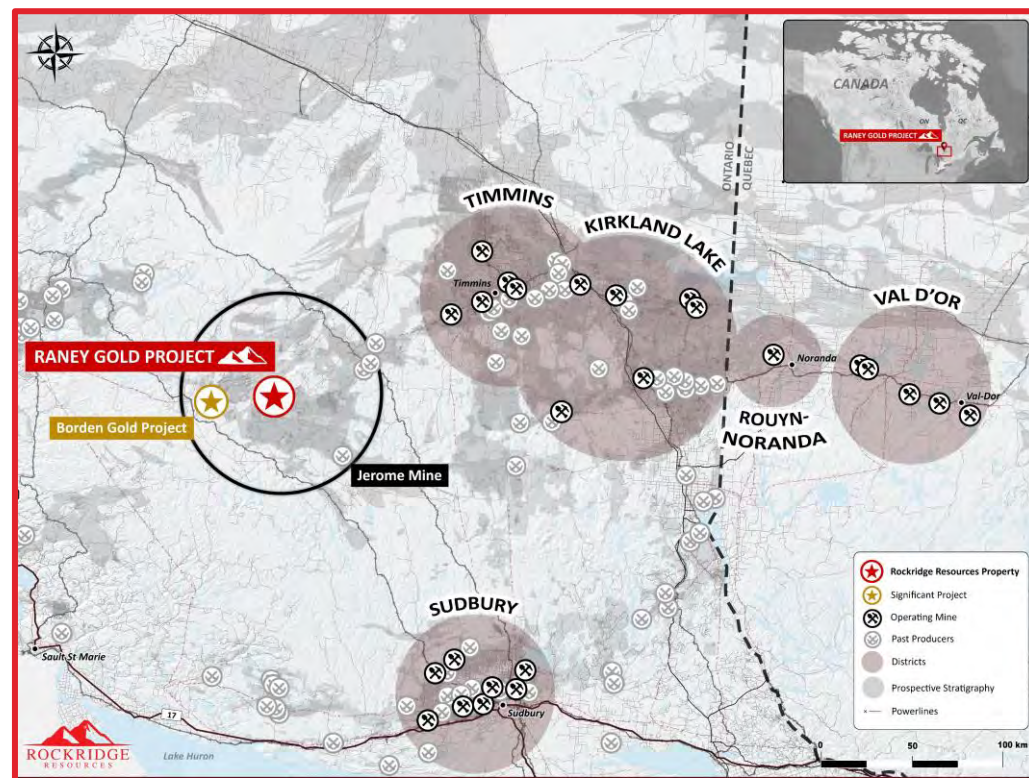 CANADA
ON
QC
RANEY GOLD PROJECT
ONTARIO
QUEBEC
TIMMINS
KIRKLAND LAKE
Timmins
VAL D'OR
Noranda
Val-Dor
ROUYN-
NORANDA
RANEY GOLD PROJECT
Borden Gold Project
Jerome Mine
SUDBURY
Sudbury
Sault St Marie
17
Lake Huron
ROCKRIDGE
RESOURCES
Rockridge Resources Property
Significant Project
Operating Mine
Past Producers
Districts
Prospective Stratigraphy
Powerlines
0
50
100 km